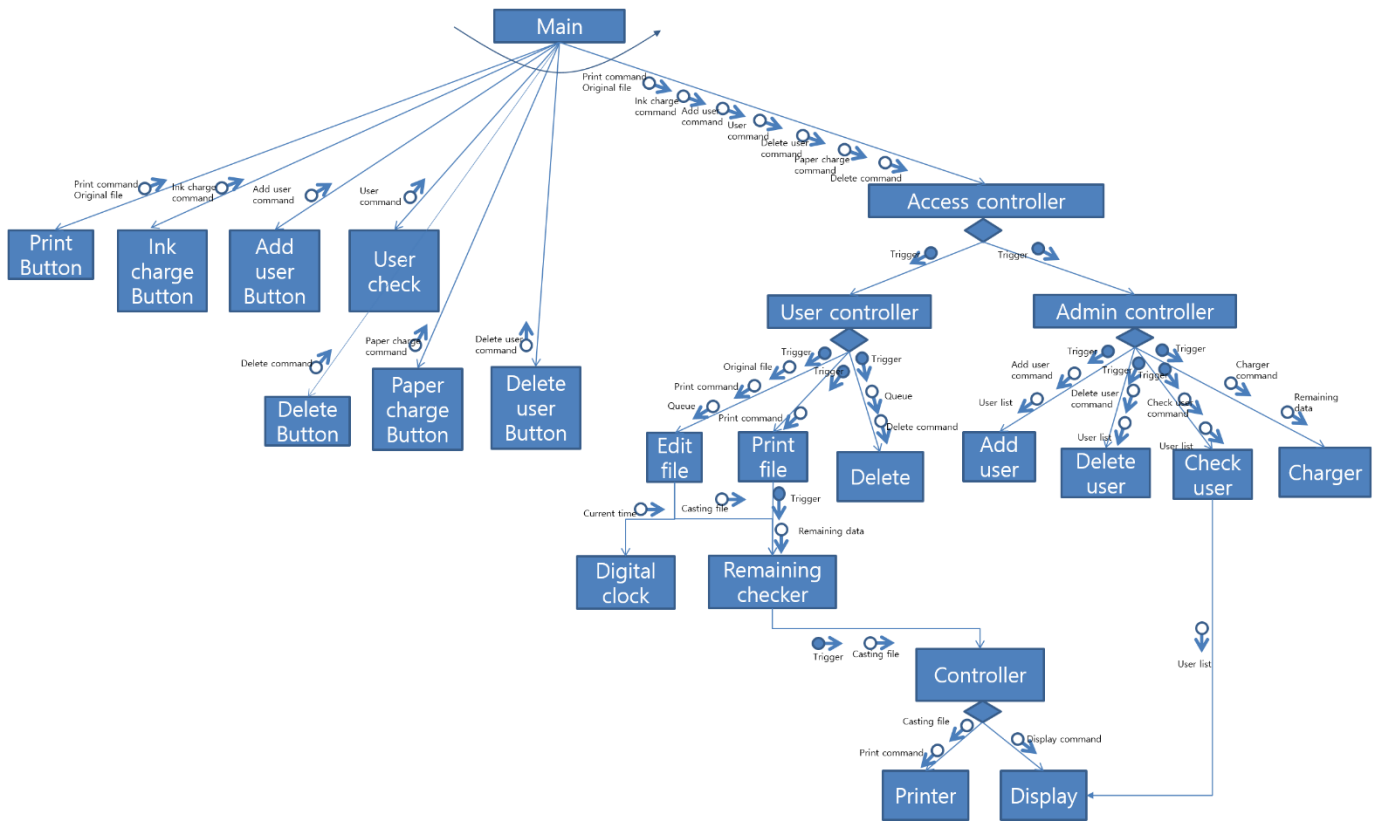 Main
Print command
Original file
Ink charge
command
Add user
command
User
command
Delete user
command
Paper charge
command
Delete command
Print command
Original file
Ink charge
command
Add user
command
User
command
Access controller
Print
Button
Ink
charge
Button
Add
user
Button
User
check
Trigger
Trigger
User controller
Admin controller
Delete command
Paper charge
command
Delete user
command
Delete
Button
Paper
charge
Button
Delete
user
Button
Trigger
Original file
Print command
Queue
Trigger
Print command
Trigger
Queue
Delete command
Trigger
Add user
command
User list
Trigger
Delete user
command
User list
Trigger
Check user
command
User list
Trigger
Charger
command
Remaining
data
Edit
file
Print
file
Delete
Add
user
Delete
user
Check
user
Charger
Current time
Casting file
Trigger
Remaining data
Digital
clock
Remaining
checker
Trigger
Casting file
User list
Controller
Casting file
Print command
Display command
Printer
Display